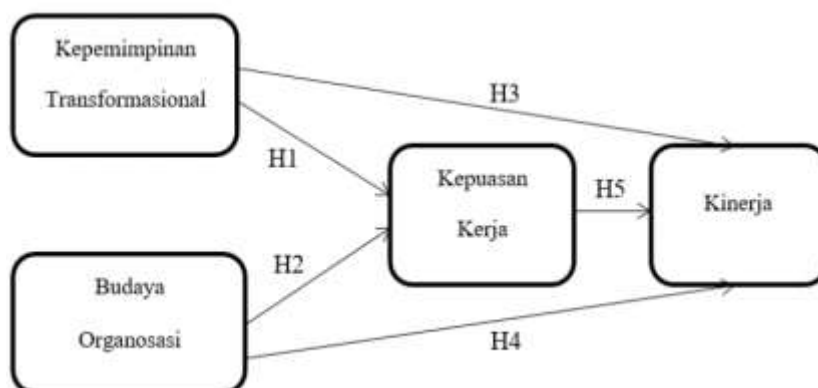 Kepemimpinan
Transformasional
H3
H1
Kepuasan
Kerja
H5
Kinerja
H2
Budaya
Organosasi
H4